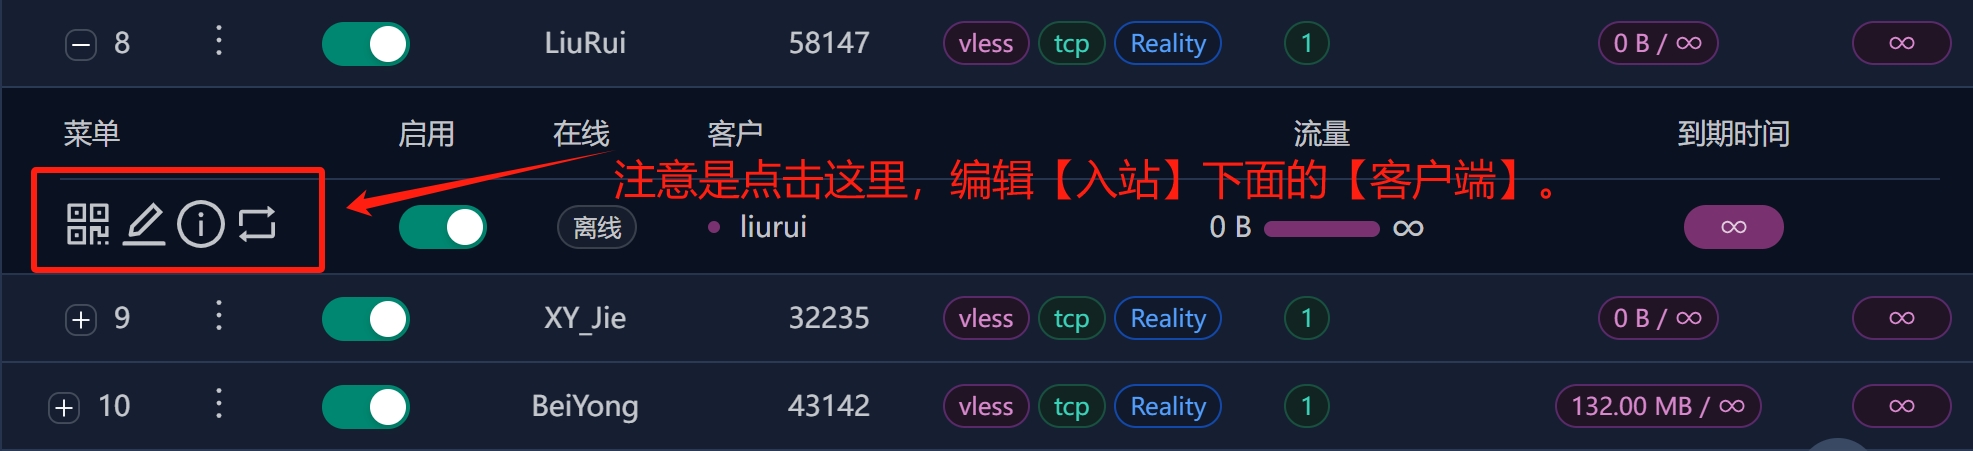 8 ⋮ LiuRui 58147 vless tcp Reality 1 0 B / ∞ ∞
菜单 启用 在线 客户 流量 到期时间
注意是点击这里，编辑【入站】下面的【客户端】。
离线 liurui 0 B ∞ ∞
9 ⋮ XY_Jie 32235 vless tcp Reality 1 0 B / ∞ ∞
10 ⋮ BeiYong 43142 vless tcp Reality 1 132.00 MB / ∞ ∞